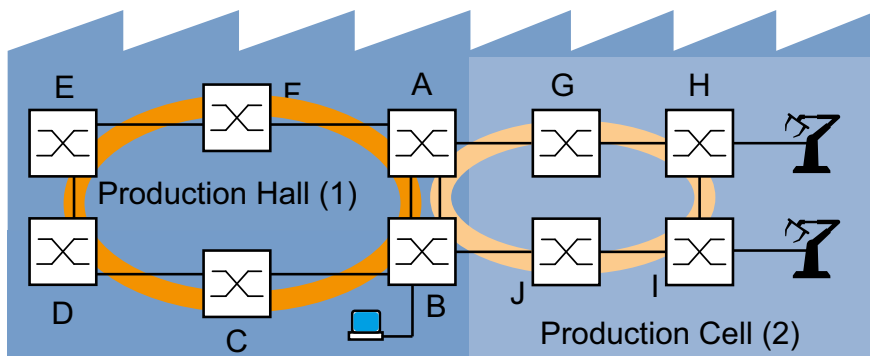 E
F
A
G
H
Production Hall (1)
D
C
B
J
I
Production Cell (2)